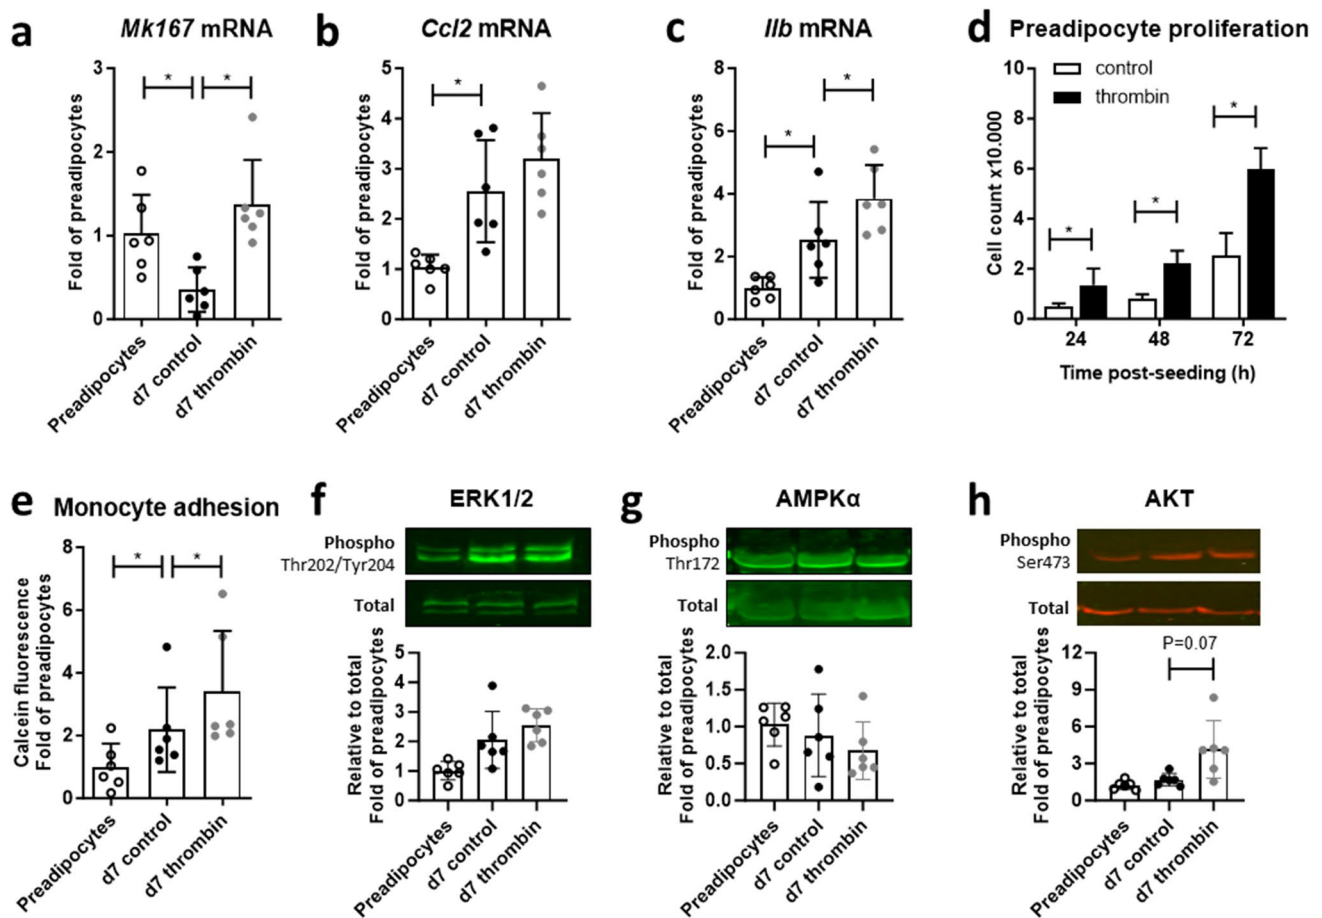 a
Mk167 mRNA
Fold of preadipocytes
3
2
1
0
*
*
Preadipocytes
d7 control
d7 thrombin
b
Ccl2 mRNA
Fold of preadipocytes
5
4
3
2
1
0
*
Preadipocytes
d7 control
d7 thrombin
c
Ilb mRNA
Fold of preadipocytes
8
6
4
2
0
*
*
Preadipocytes
d7 control
d7 thrombin
d
Preadipocyte proliferation
control
thrombin
Cell count x10.000
10
8
6
4
2
0
*
*
*
24
48
72
Time post-seeding (h)
e
Monocyte adhesion
Calcein fluorescence
Fold of preadipocytes
8
6
4
2
0
*
*
Preadipocytes
d7 control
d7 thrombin
f
ERK1/2
Phospho
Thr202/Tyr204
Total
Relative to total
Fold of preadipocytes
5
4
3
2
1
0
Preadipocytes
d7 control
d7 thrombin
g
AMPKα
Phospho
Thr172
Total
Relative to total
Fold of preadipocytes
2.0
1.5
1.0
0.5
0.0
Preadipocytes
d7 control
d7 thrombin
h
AKT
Phospho
Ser473
Total
P=0.07
Relative to total
Fold of preadipocytes
12
9
6
3
0
Preadipocytes
d7 control
d7 thrombin